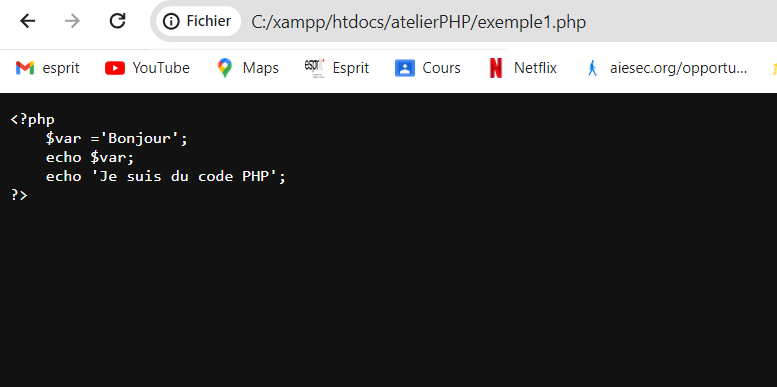 Fichier C:/xampp/htdocs/atelierPHP/exemple1.php
esprit YouTube Maps Esprit Cours Netflix aiesec.org/opportu...
<?php
    $var ='Bonjour';
    echo $var;
    echo 'Je suis du code PHP';
?>